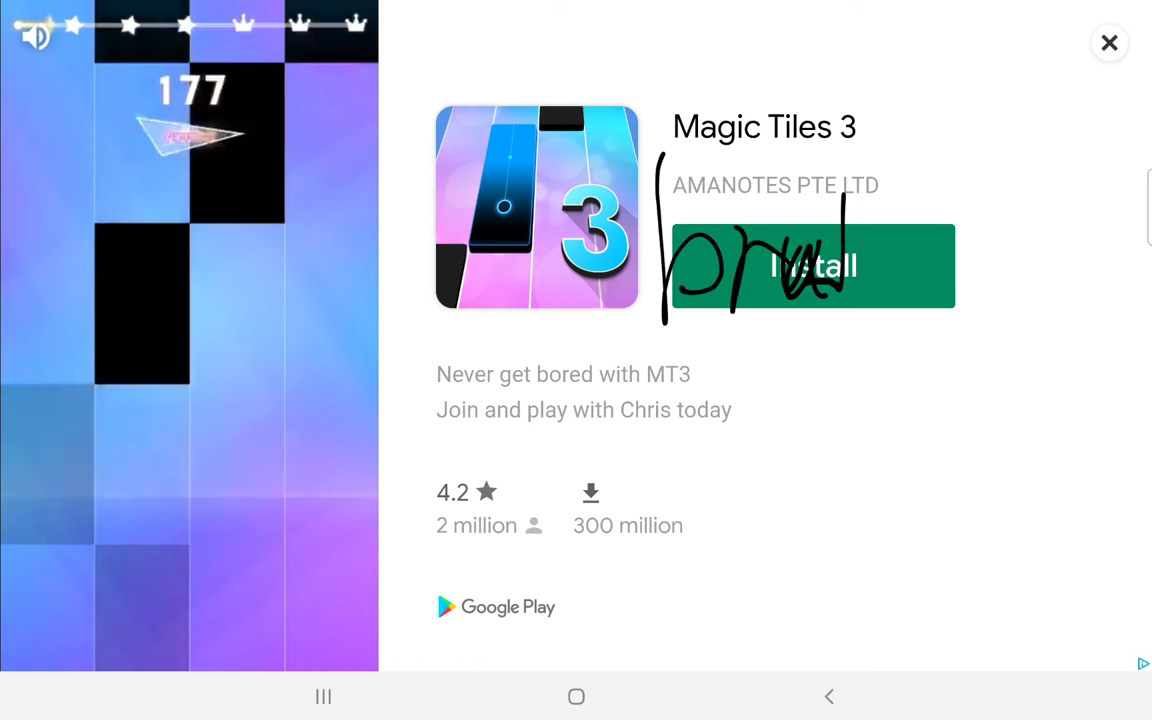 177
3
Magic Tiles 3
AMANOTES PTE LTD
Install
Never get bored with MT3
Join and play with Chris today
4.2
2 million
300 million
Google Play